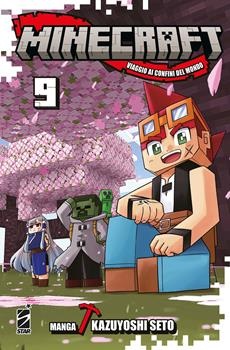 MINECRAFT
VIAGGIO AI CONFINI DEL MONDO
9
STAR
MANGA KAZUYOSHI SETO